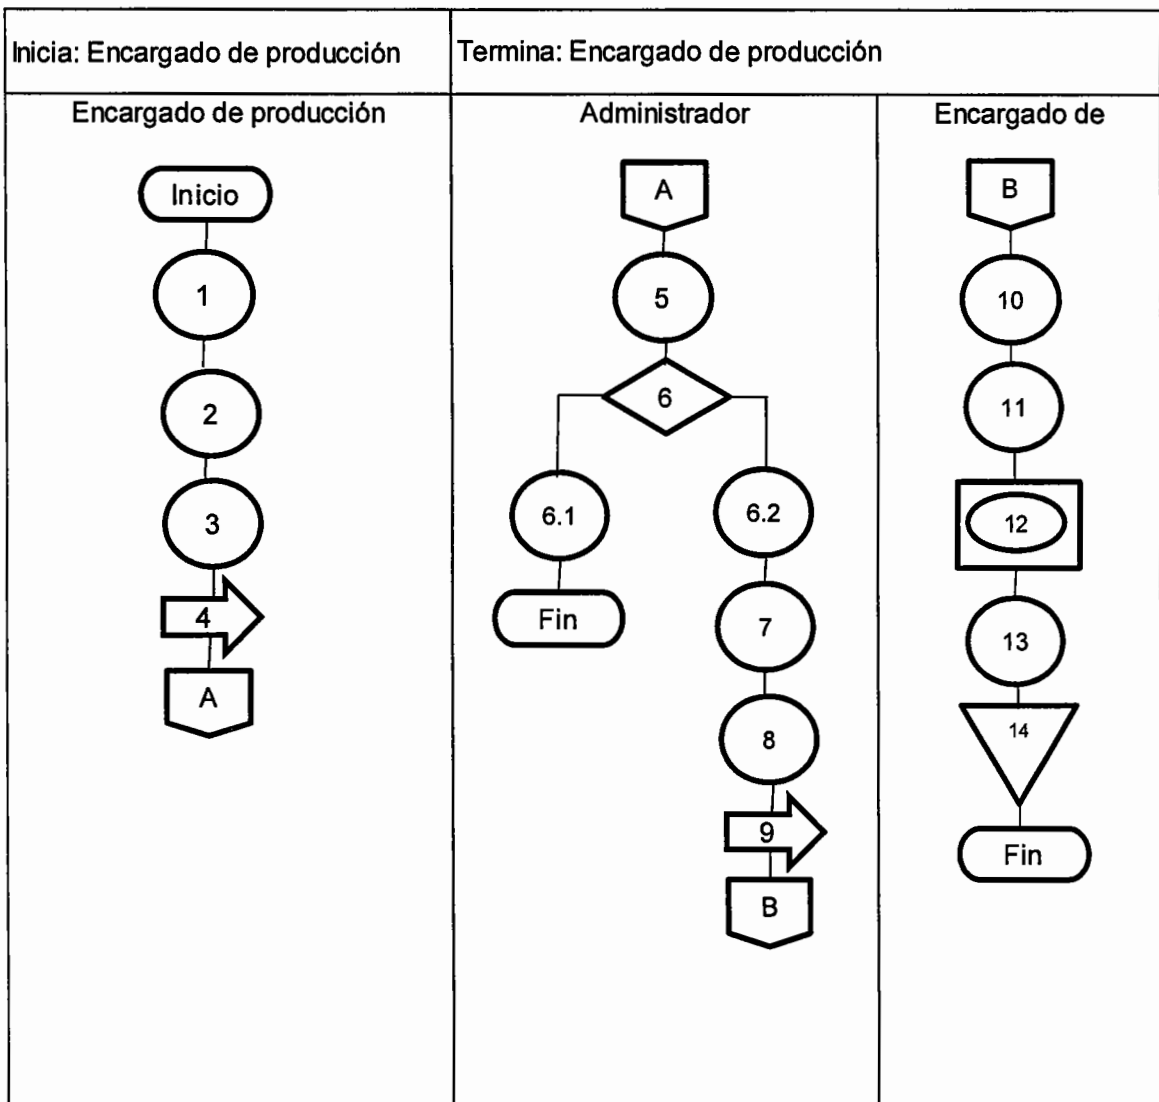 Inicia: Encargado de producción
Termina: Encargado de producción
Encargado de producción
Inicio
1
2
3
4
A
Administrador
A
5
6
6.1
6.2
Fin
7
8
9
B
Encargado de
B
10
11
12
13
14
Fin